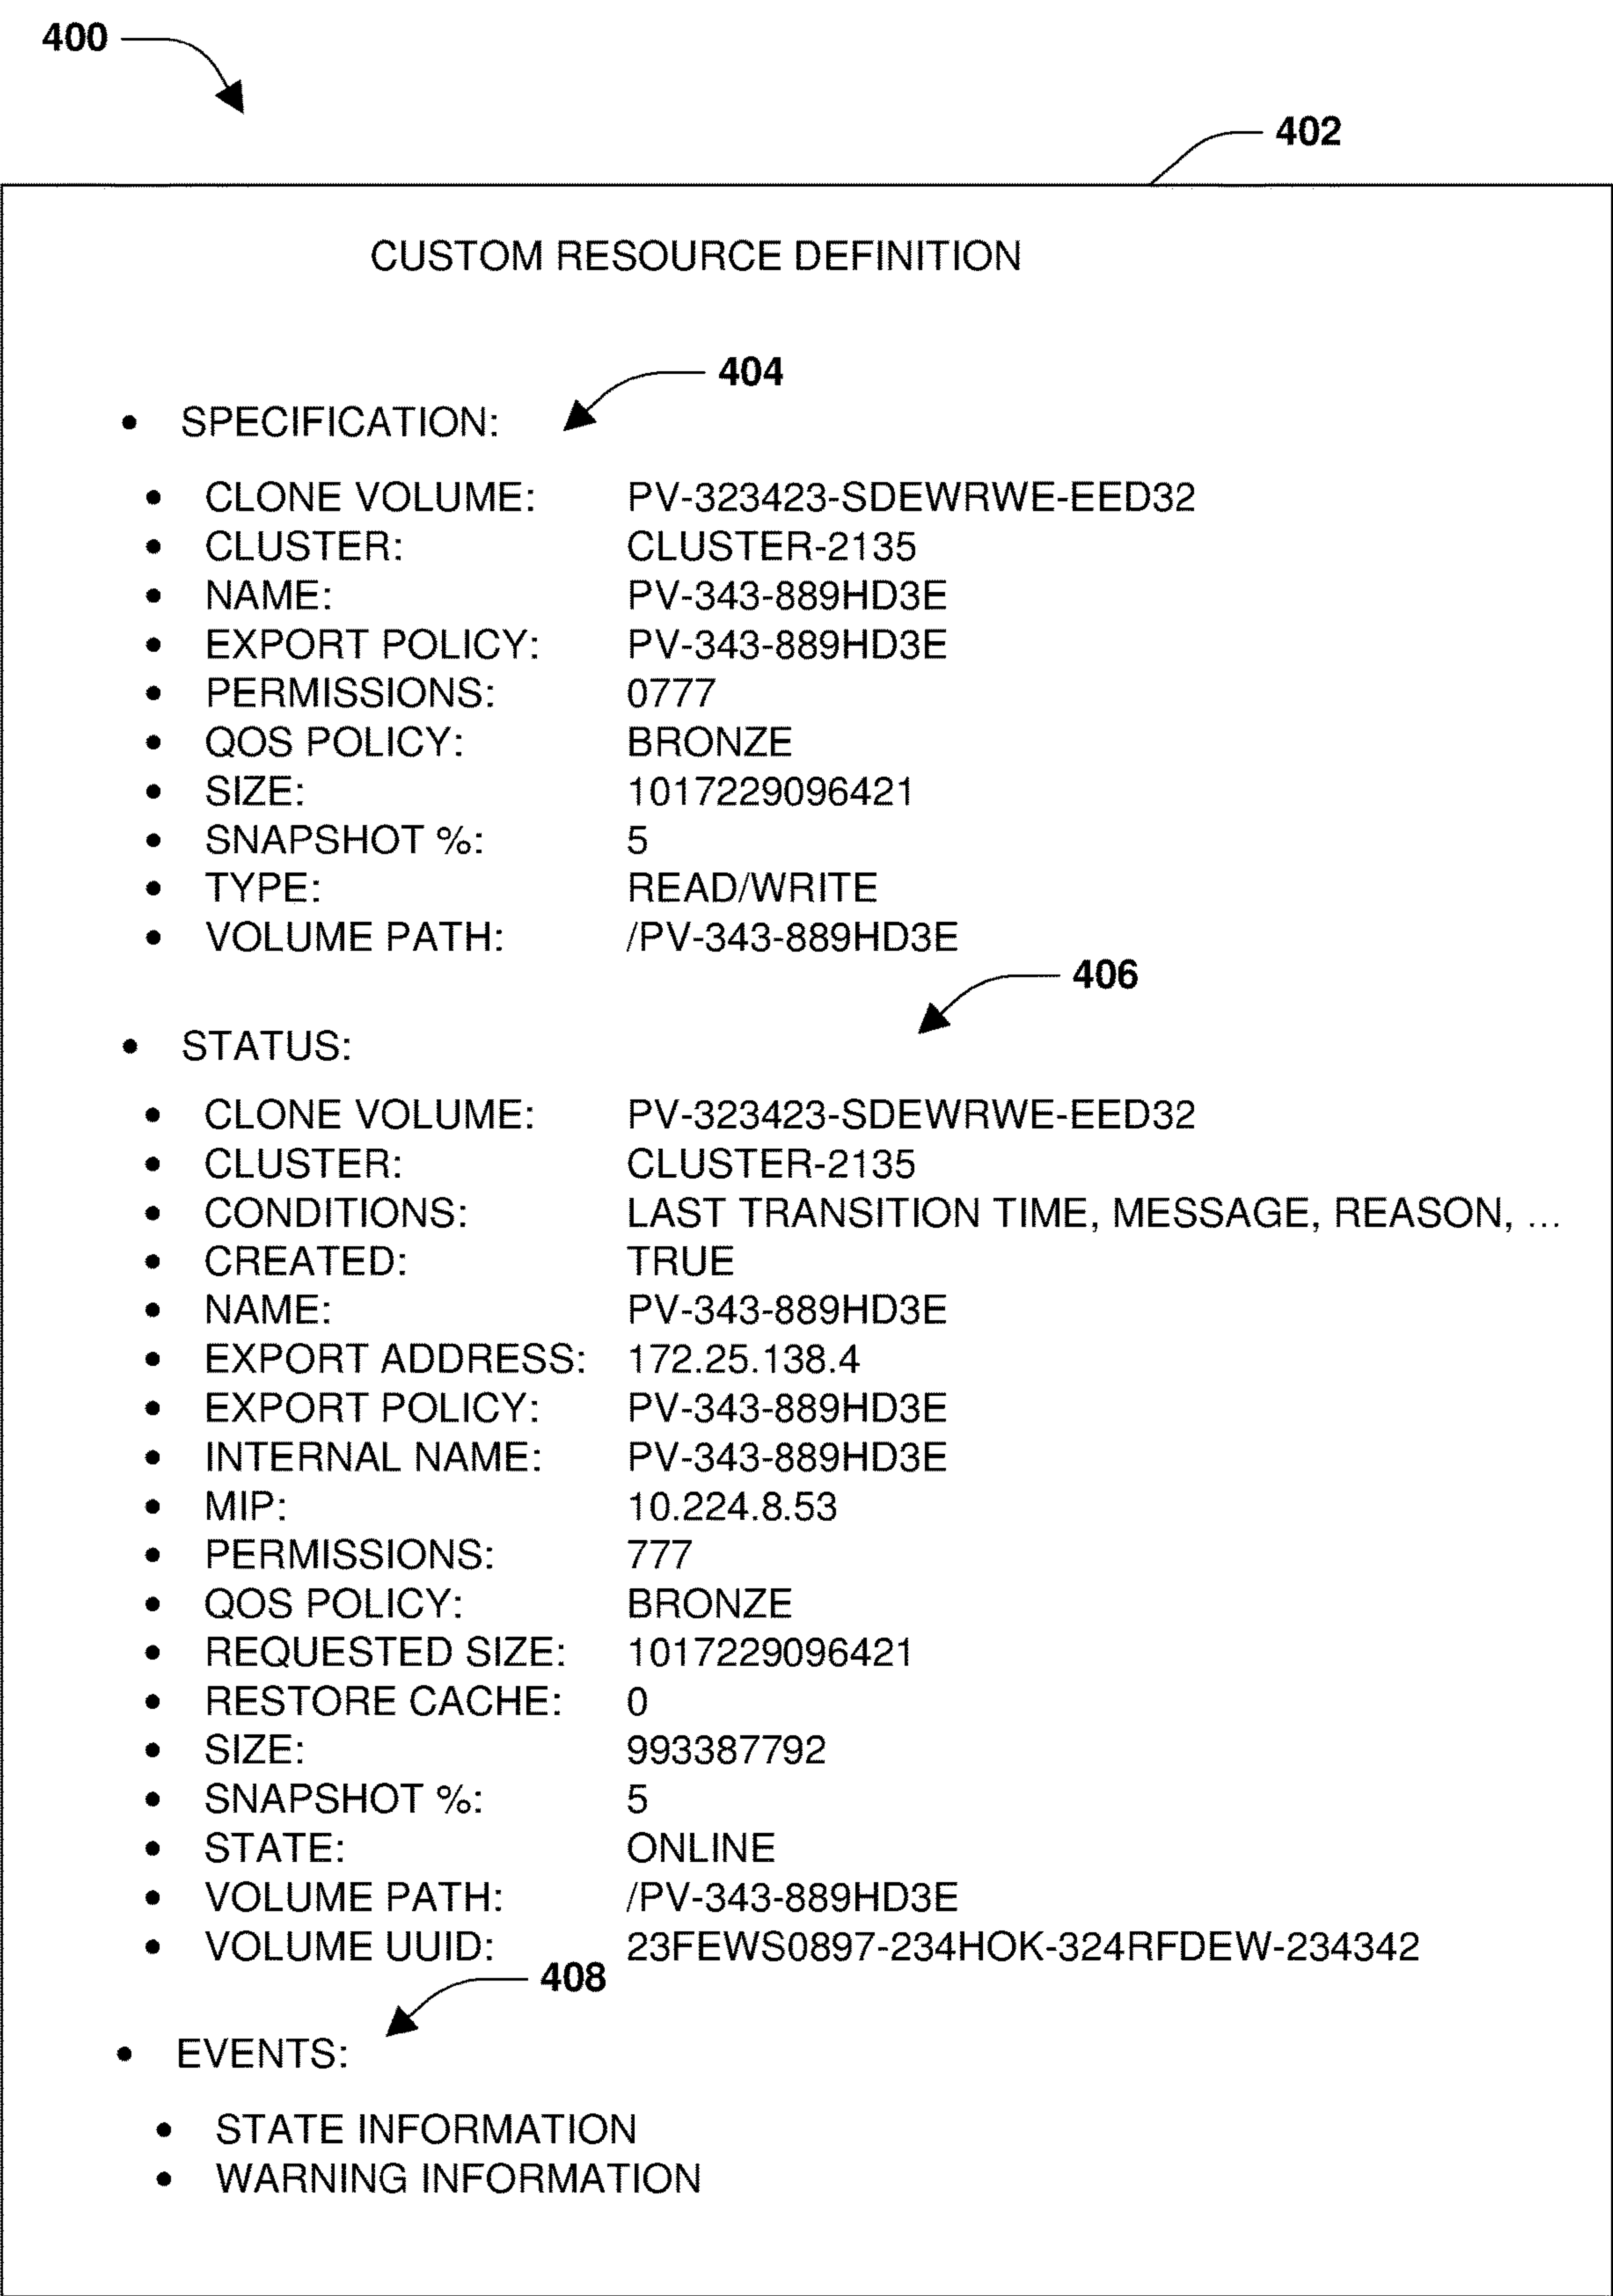 400
402
CUSTOM RESOURCE DEFINITION
404
• SPECIFICATION:
• CLONE VOLUME: PV-323423-SDEWRWE-EED32
• CLUSTER: CLUSTER-2135
• NAME: PV-343-889HD3E
• EXPORT POLICY: PV-343-889HD3E
• PERMISSIONS: 0777
• QOS POLICY: BRONZE
• SIZE: 1017229096421
• SNAPSHOT %: 5
• TYPE: READ/WRITE
• VOLUME PATH: /PV-343-889HD3E
406
• STATUS:
• CLONE VOLUME: PV-323423-SDEWRWE-EED32
• CLUSTER: CLUSTER-2135
• CONDITIONS: LAST TRANSITION TIME, MESSAGE, REASON, ...
• CREATED: TRUE
• NAME: PV-343-889HD3E
• EXPORT ADDRESS: 172.25.138.4
• EXPORT POLICY: PV-343-889HD3E
• INTERNAL NAME: PV-343-889HD3E
• MIP: 10.224.8.53
• PERMISSIONS: 777
• QOS POLICY: BRONZE
• REQUESTED SIZE: 1017229096421
• RESTORE CACHE: 0
• SIZE: 993387792
• SNAPSHOT %: 5
• STATE: ONLINE
• VOLUME PATH: /PV-343-889HD3E
• VOLUME UUID: 23FEWS0897-234HOK-324RFDEW-234342
408
• EVENTS:
• STATE INFORMATION
• WARNING INFORMATION